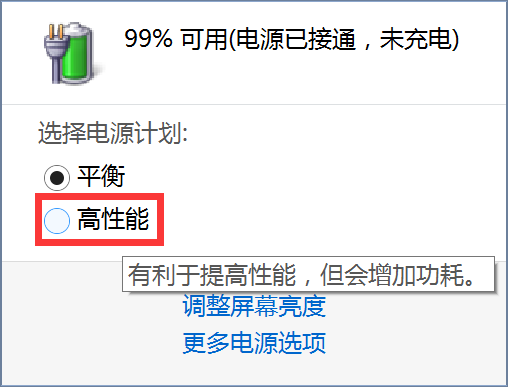 99% 可用(电源已接通，未充电)
选择电源计划:
平衡
高性能
有利于提高性能，但会增加功耗。
调整屏幕亮度
更多电源选项